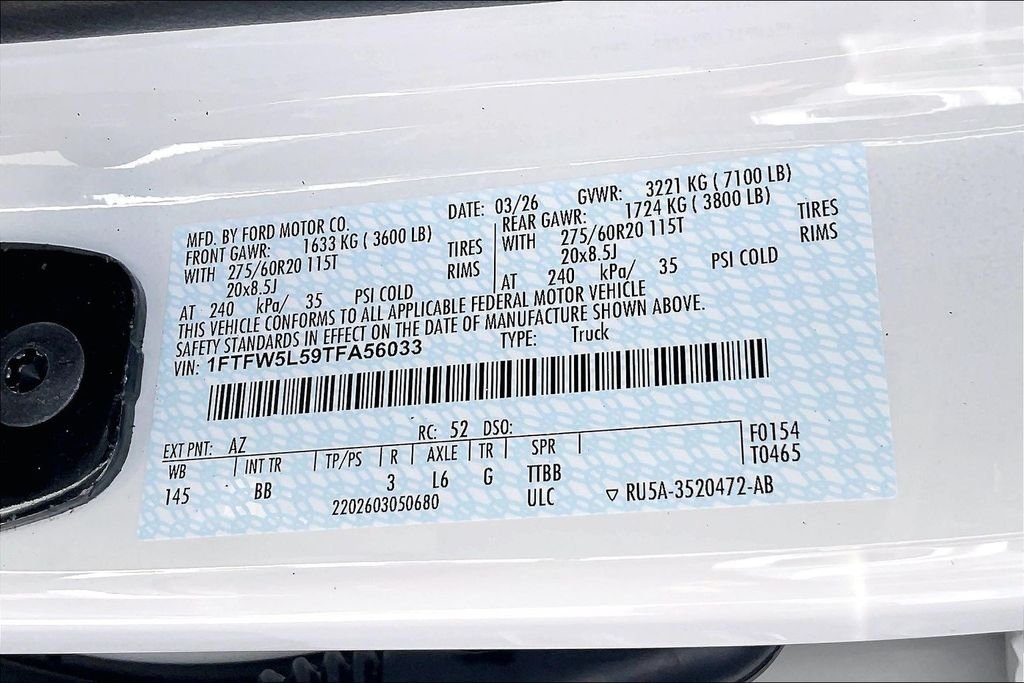 MFD. BY FORD MOTOR CO. DATE: 03/26 GVWR: 3221 KG ( 7100 LB)
FRONT GAWR: 1633 KG ( 3600 LB) REAR GAWR: 1724 KG ( 3800 LB)
WITH 275/60R20 115T TIRES WITH 275/60R20 115T TIRES
20x8.5J RIMS 20x8.5J RIMS
AT 240 kPa/ 35 PSI COLD AT 240 kPa/ 35 PSI COLD
THIS VEHICLE CONFORMS TO ALL APPLICABLE FEDERAL MOTOR VEHICLE
SAFETY STANDARDS IN EFFECT ON THE DATE OF MANUFACTURE SHOWN ABOVE.
VIN: 1FTFW5L59TFA56033 TYPE: Truck
EXT PNT: AZ RC: 52 DSO: F0154
WB INT TR TP/PS R AXLE TR SPR T0465
145 BB 3 L6 G TTBB
2202603050680 ULC ▽ RU5A-3520472-AB